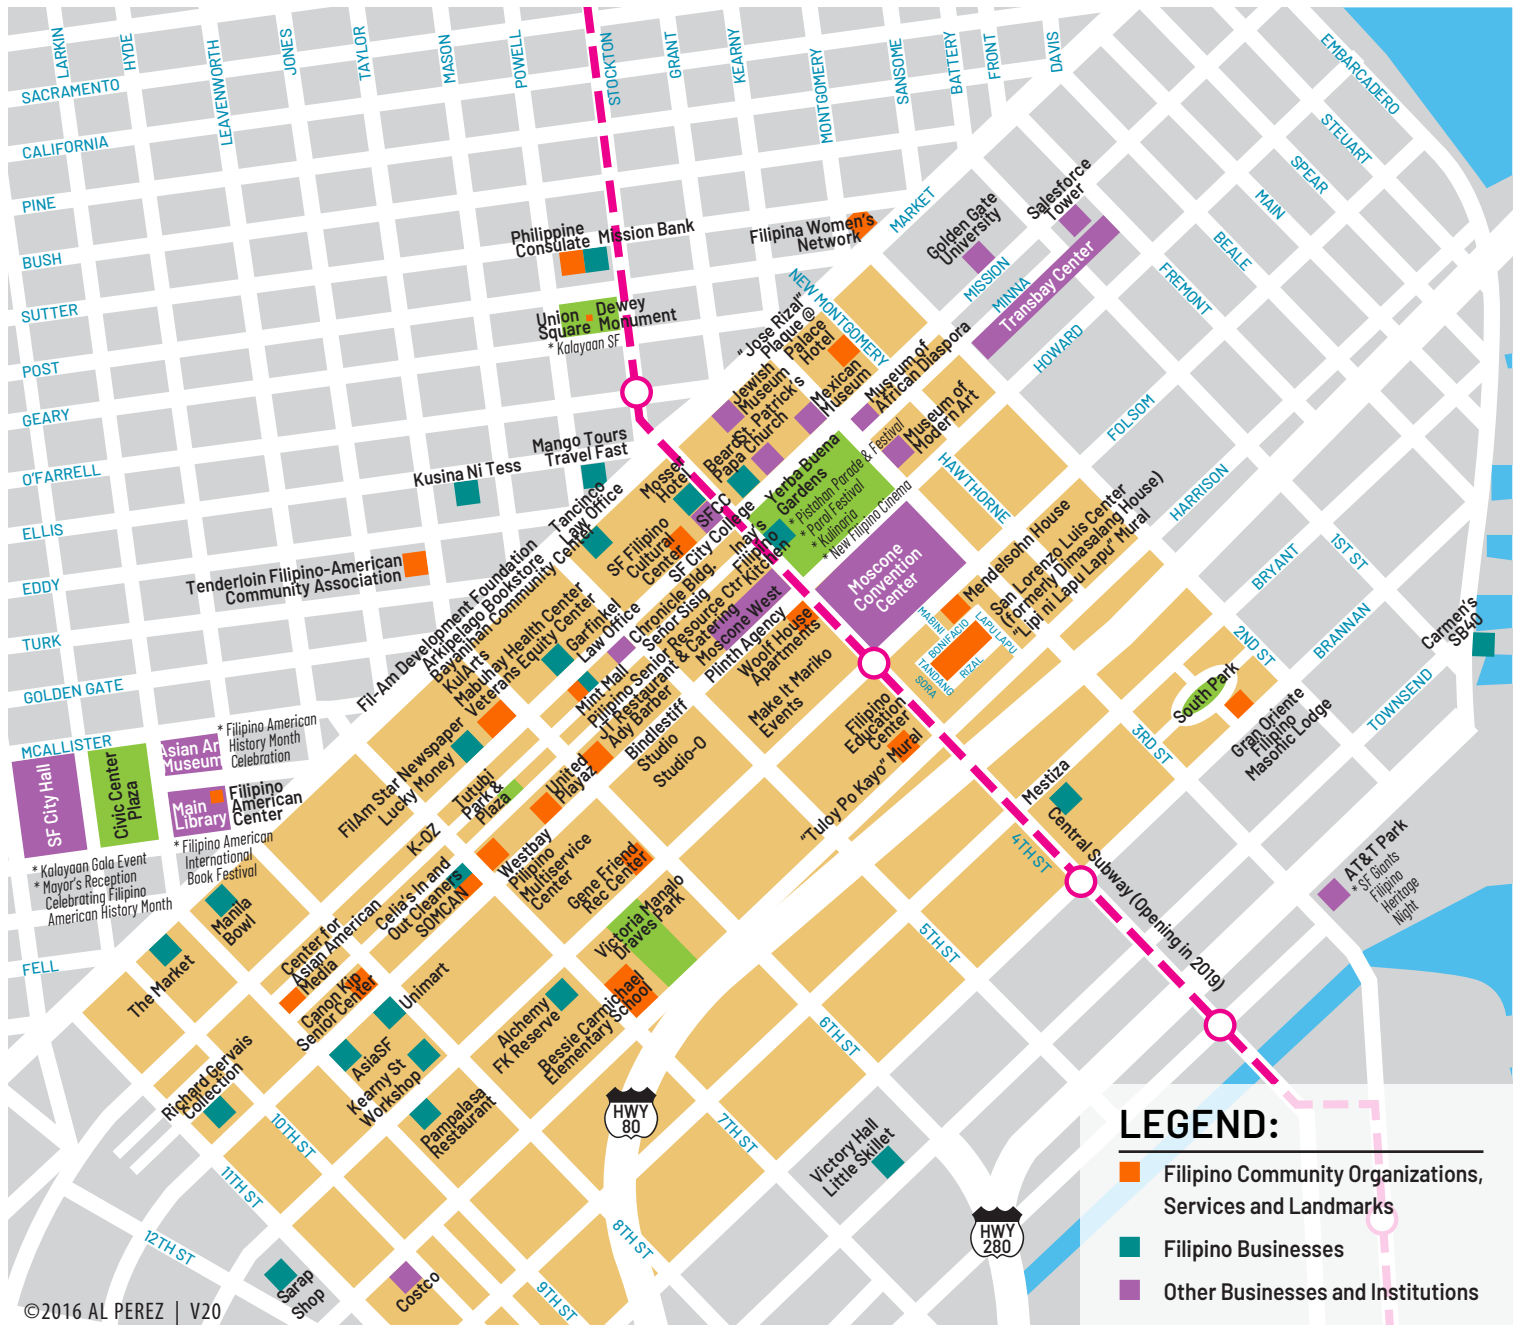 LARKIN
HYDE
LEAVENWORTH
JONES
TAYLOR
MASON
POWELL
STOCKTON
GRANT
KEARNY
MONTGOMERY
SANSOME
BATTERY
FRONT
DAVIS
EMBARCADERO
STEUART
SPEAR
MAIN
BEALE
FREMONT
SACRAMENTO
CALIFORNIA
PINE
BUSH
SUTTER
POST
GEARY
O'FARRELL
ELLIS
EDDY
TURK
GOLDEN GATE
MCALLISTER
FELL
MARKET
MISSION
MINNA
HOWARD
FOLSOM
HARRISON
BRYANT
BRANNAN
TOWNSEND
NEW MONTGOMERY
HAWTHORNE
1ST ST
2ND ST
3RD ST
4TH ST
5TH ST
6TH ST
7TH ST
8TH ST
9TH ST
10TH ST
11TH ST
12TH ST
Philippine
Consulate
Mission Bank
Union
Square
Dewey
Monument
* Kalayaan SF
Filipina Women's
Network
Golden Gate
University
Salesforce
Tower
Transbay Center
"Jose Rizal"
Plaque @
Palace
Hotel
Jewish
Museum
St. Patrick's
Church
Mexican
Museum
Museum of
African Diaspora
Museum of
Modern Art
Beard
Papa
Mosser
Hotel
SFCC
SF City College
Yerba Buena
Gardens
* Pistahan Parade & Festival
* Parol Festival
* Kulinaria
* New Filipino Cinema
Inay's
Filipino
Kitchen
Moscone
Convention
Center
Moscone West
Mango Tours
Travel Fast
Kusina Ni Tess
Tancinco
Law Office
SF Filipino
Cultural
Center
Tenderloin Filipino-American
Community Association
Fil-Am Development Foundation
Arkipelago Bookstore
Bayanihan Community Center
KulArts
Mabuhay Health Center
Veterans Equity Center
Garfinkel
Law Office
Chronicle Bldg.
Senor Sisig
Mint Mall
Pilipino Senior Resource Ctr
JT Restaurant & Catering
Ady Barber
Plinth Agency
Woolf House
Apartments
Make It Mariko
Events
Bindlestiff
Studio
Studio-O
Mendelsohn House
San Lorenzo Luis Center
(formerly Dimasalang House)
"Lipi ni Lapu Lapu" Mural
MABINI
BONIFACIO
LAPU LAPU
TANDANG
SORA
RIZAL
Filipino
Education
Center
"Tuloy Po Kayo" Mural
South Park
Gran Oriente
Filipino
Masonic Lodge
Carmen's
SB40
Mestiza
Central Subway (Opening in 2019)
AT&T Park
* SF Giants
Filipino
Heritage
Night
SF City Hall
Civic Center
Plaza
Asian Art
Museum
* Filipino American
History Month
Celebration
Main
Library
Filipino
American
Center
* Filipino American
International
Book Festival
* Kalayaan Gala Event
* Mayor's Reception
Celebrating Filipino
American History Month
FilAm Star Newspaper
Lucky Money
Tutubi
Park &
Plaza
K-OZ
United
Playaz
Westbay
Pilipino
Multiservice
Center
Gene Friend
Rec Center
Celia's In and
Out Cleaners
SOMCAN
Victoria Manalo
Draves Park
Bessie Carmichael
Elementary School
Alchemy
FK Reserve
Manila
Bowl
The Market
Center for
Asian American
Media
Canon Kip
Senior Center
Unimart
AsiaSF
Kearny St
Workshop
Pampalasa
Restaurant
Richard Gervais
Collection
Victory Hall
Little Skillet
Sarap
Shop
Costco
HWY
80
HWY
280
LEGEND:
Filipino Community Organizations,
Services and Landmarks
Filipino Businesses
Other Businesses and Institutions
©2016 AL PEREZ | V20